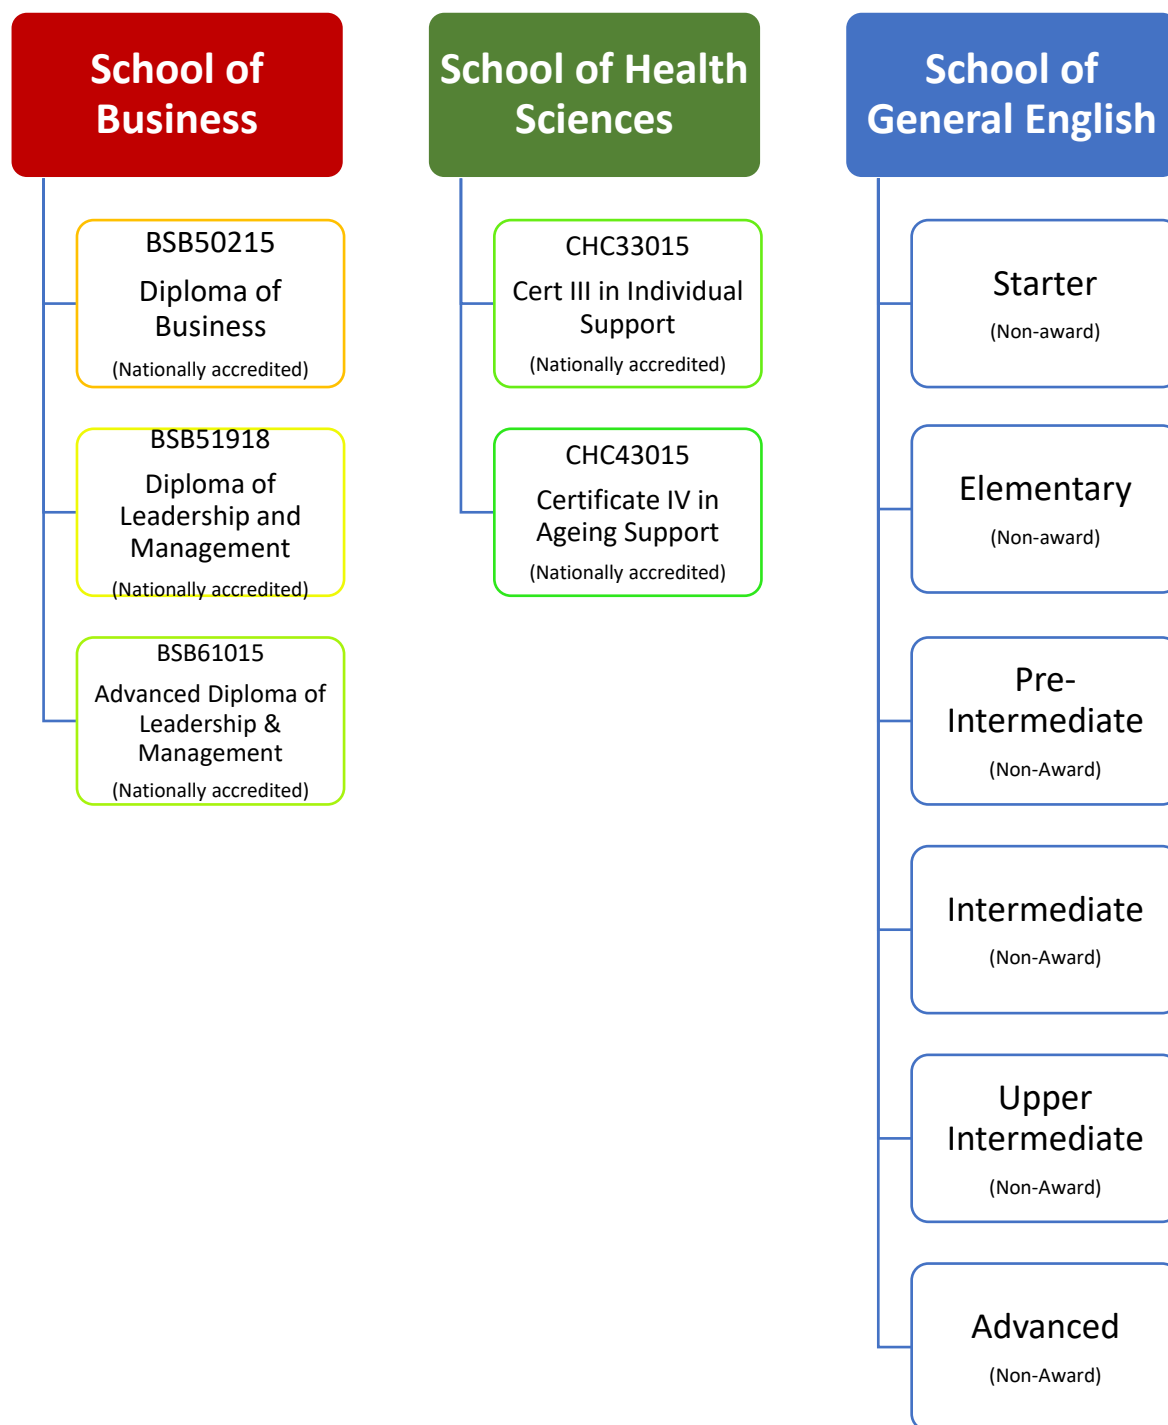 School of
Business
BSB50215
Diploma of
Business
(Nationally accredited)
BSB51918
Diploma of
Leadership and
Management
(Nationally accredited)
BSB61015
Advanced Diploma of
Leadership &
Management
(Nationally accredited)
School of Health
Sciences
CHC33015
Cert III in Individual
Support
(Nationally accredited)
CHC43015
Certificate IV in
Ageing Support
(Nationally accredited)
School of
General English
Starter
(Non-award)
Elementary
(Non-award)
Pre-
Intermediate
(Non-Award)
Intermediate
(Non-Award)
Upper
Intermediate
(Non-Award)
Advanced
(Non-Award)